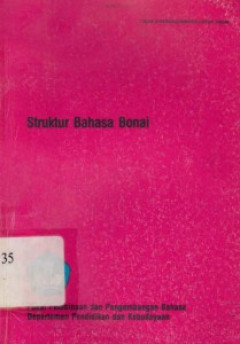 Struktur Bahasa Bonai
35
Pusat Pembinaan dan Pengembangan Bahasa
Departemen Pendidikan dan Kebudayaan